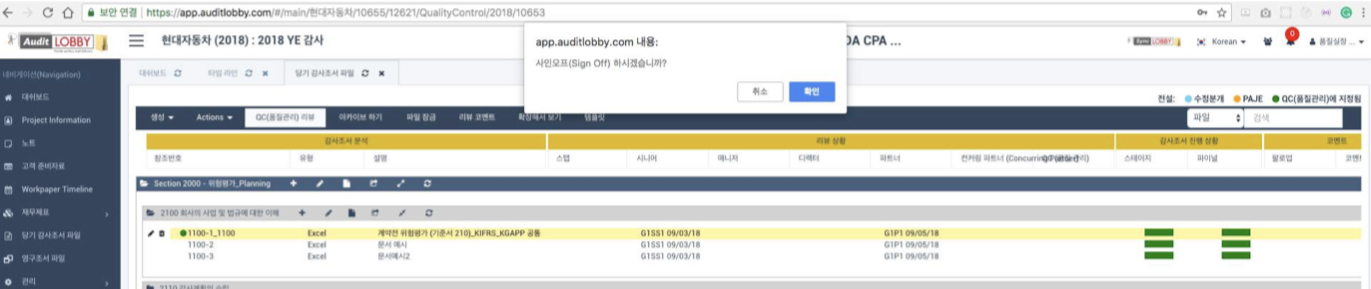 보안 연결 | https://app.auditlobby.com/#/main/현대자동차/10655/12621/QualityControl/2018/10653
Audit LOBBY
현대자동차 (2018) : 2018 YE 감사
DA CPA ...
Korean
0
품질실장 ...
app.auditlobby.com 내용:
사인오프(Sign Off) 하시겠습니까?
취소
확인
네비게이션(Navigation)
대쉬보드
Project Information
노트
고객 준비자료
Workpaper Timeline
재무제표
당기 감사조서 파일
영구조서 파일
관리
대쉬보드
타임 라인
당기 감사조서 파일
전설: 수정분개 PAJE QC(품질관리)에 지정됨
생성 Actions QC(품질관리) 리뷰 아카이브 하기 파일 잠금 리뷰 코멘트 확장해서 보기 템플릿
파일 검색
감사조서 분석 리뷰 상황 감사조서 진행 상황 코멘트
참조번호 유형 설명 스탭 시니어 매니저 디렉터 파트너 컨커링 파트너 (Concurring 스테이지 파이널 팔로업
Section 2000 - 위험평가_Planning
2100 회사의 사업 및 법규에 대한 이해
1100-1_1100 Excel 계약전 위험평가 (기준서 210)_KIFRS_KGAPP 공통 G1SS1 09/03/18 G1P1 09/05/18
1100-2 Excel 문서 예시 G1SS1 09/03/18 G1P1 09/05/18
1100-3 Excel 문서예시2 G1SS1 09/03/18 G1P1 09/05/18